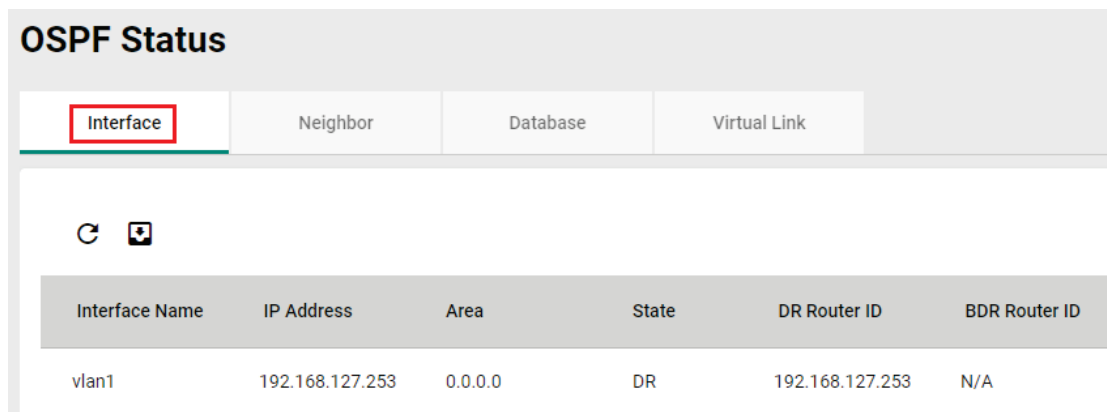 OSPF Status
Interface Neighbor Database Virtual Link
Interface Name IP Address Area State DR Router ID BDR Router ID
vlan1 192.168.127.253 0.0.0.0 DR 192.168.127.253 N/A